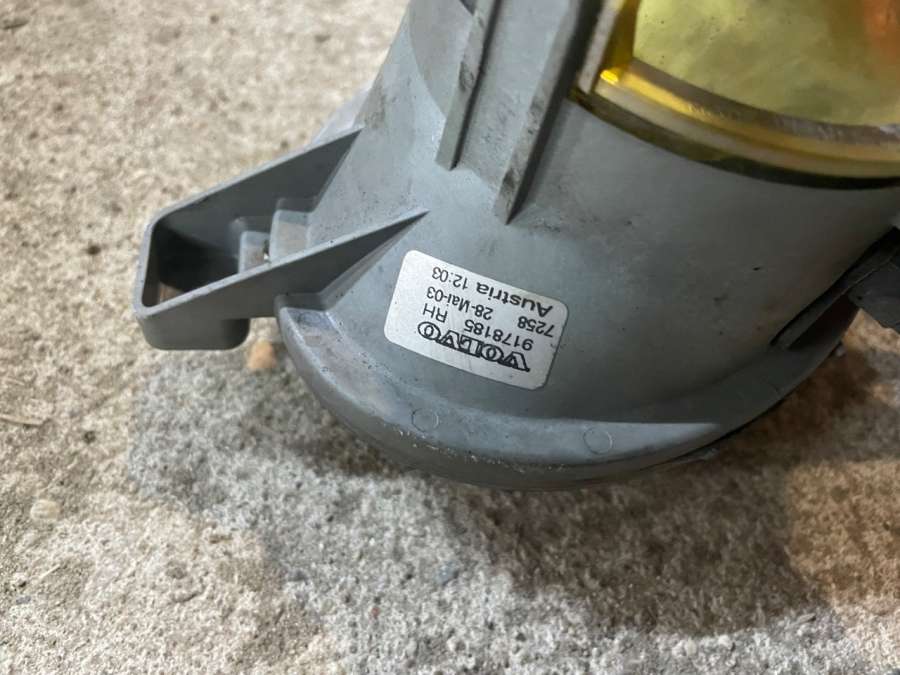 VOLVO
9178185 RH
7258 28-Mai-03
Austria 12:03